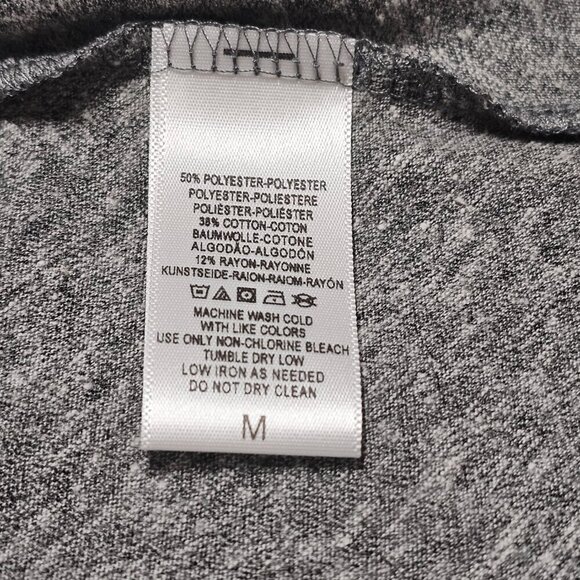 50% POLYESTER-POLYESTER
POLYESTER-POLIESTERE
POLIÉSTER-POLIÉSTER
38% COTTON-COTON
BAUMWOLLE-COTONE
ALGODÃO-ALGODÓN
12% RAYON-RAYONNE
KUNSTSEIDE-RAION-RAIOM-RAYÓN
MACHINE WASH COLD
WITH LIKE COLORS
USE ONLY NON-CHLORINE BLEACH
TUMBLE DRY LOW
LOW IRON AS NEEDED
DO NOT DRY CLEAN
M